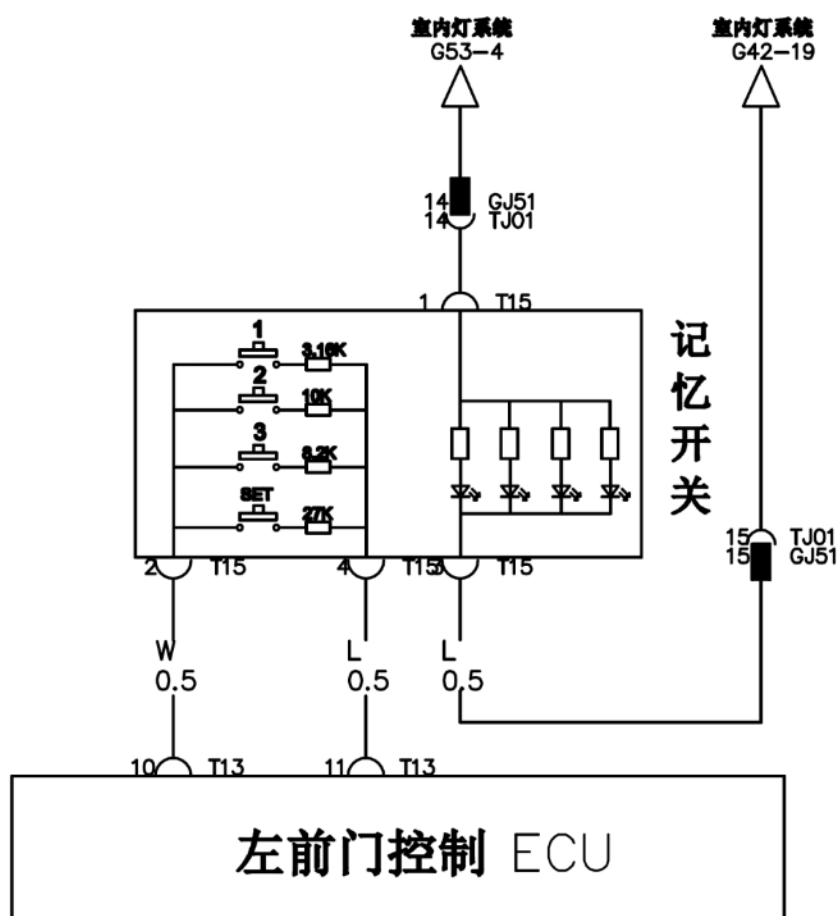 室内灯系统
G53-4
室内灯系统
G42-19
14 GJ51
14 TJ01
1 T15
记忆开关
1
3.16K
2
10K
3
8.2K
SET
27K
15 TJ01
15 GJ51
2 T15
4 T15
3 T15
W
0.5
L
0.5
L
0.5
10 T13
11 T13
左前门控制 ECU